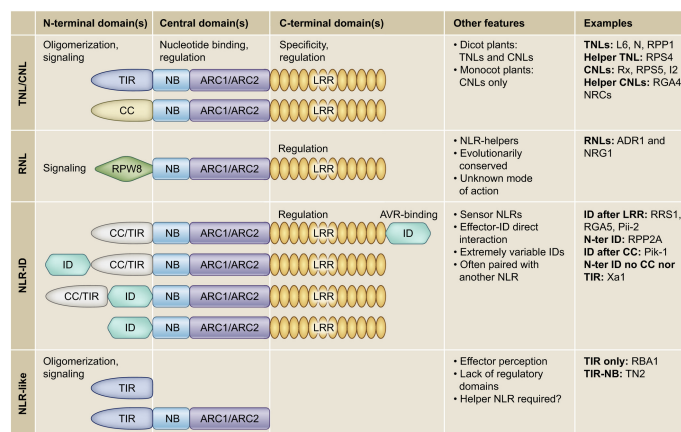 N-terminal domain(s)
Central domain(s)
C-terminal domain(s)
Other features
Examples
TNL/CNL
Oligomerization,
signaling
Nucleotide binding,
regulation
Specificity,
regulation
TIR
NB
ARC1/ARC2
LRR
CC
NB
ARC1/ARC2
LRR
• Dicot plants:
TNLs and CNLs
• Monocot plants:
CNLs only
TNLs: L6, N, RPP1
Helper TNL: RPS4
CNLs: Rx, RPS5, I2
Helper CNLs: RGA4
NRCs
RNL
Regulation
Signaling
RPW8
NB
ARC1/ARC2
LRR
• NLR-helpers
• Evolutionarily
conserved
• Unknown mode
of action
RNLs: ADR1 and
NRG1
NLR-ID
Regulation
AVR-binding
CC/TIR
NB
ARC1/ARC2
LRR
ID
ID
CC/TIR
NB
ARC1/ARC2
LRR
CC/TIR
ID
NB
ARC1/ARC2
LRR
ID
NB
ARC1/ARC2
LRR
• Sensor NLRs
• Effector-ID direct
interaction
• Extremely variable IDs
• Often paired with
another NLR
ID after LRR: RRS1,
RGA5, Pii-2
N-ter ID: RPP2A
ID after CC: Pik-1
N-ter ID no CC nor
TIR: Xa1
NLR-like
Oligomerization,
signaling
TIR
TIR
NB
ARC1/ARC2
• Effector perception
• Lack of regulatory
domains
• Helper NLR required?
TIR only: RBA1
TIR-NB: TN2